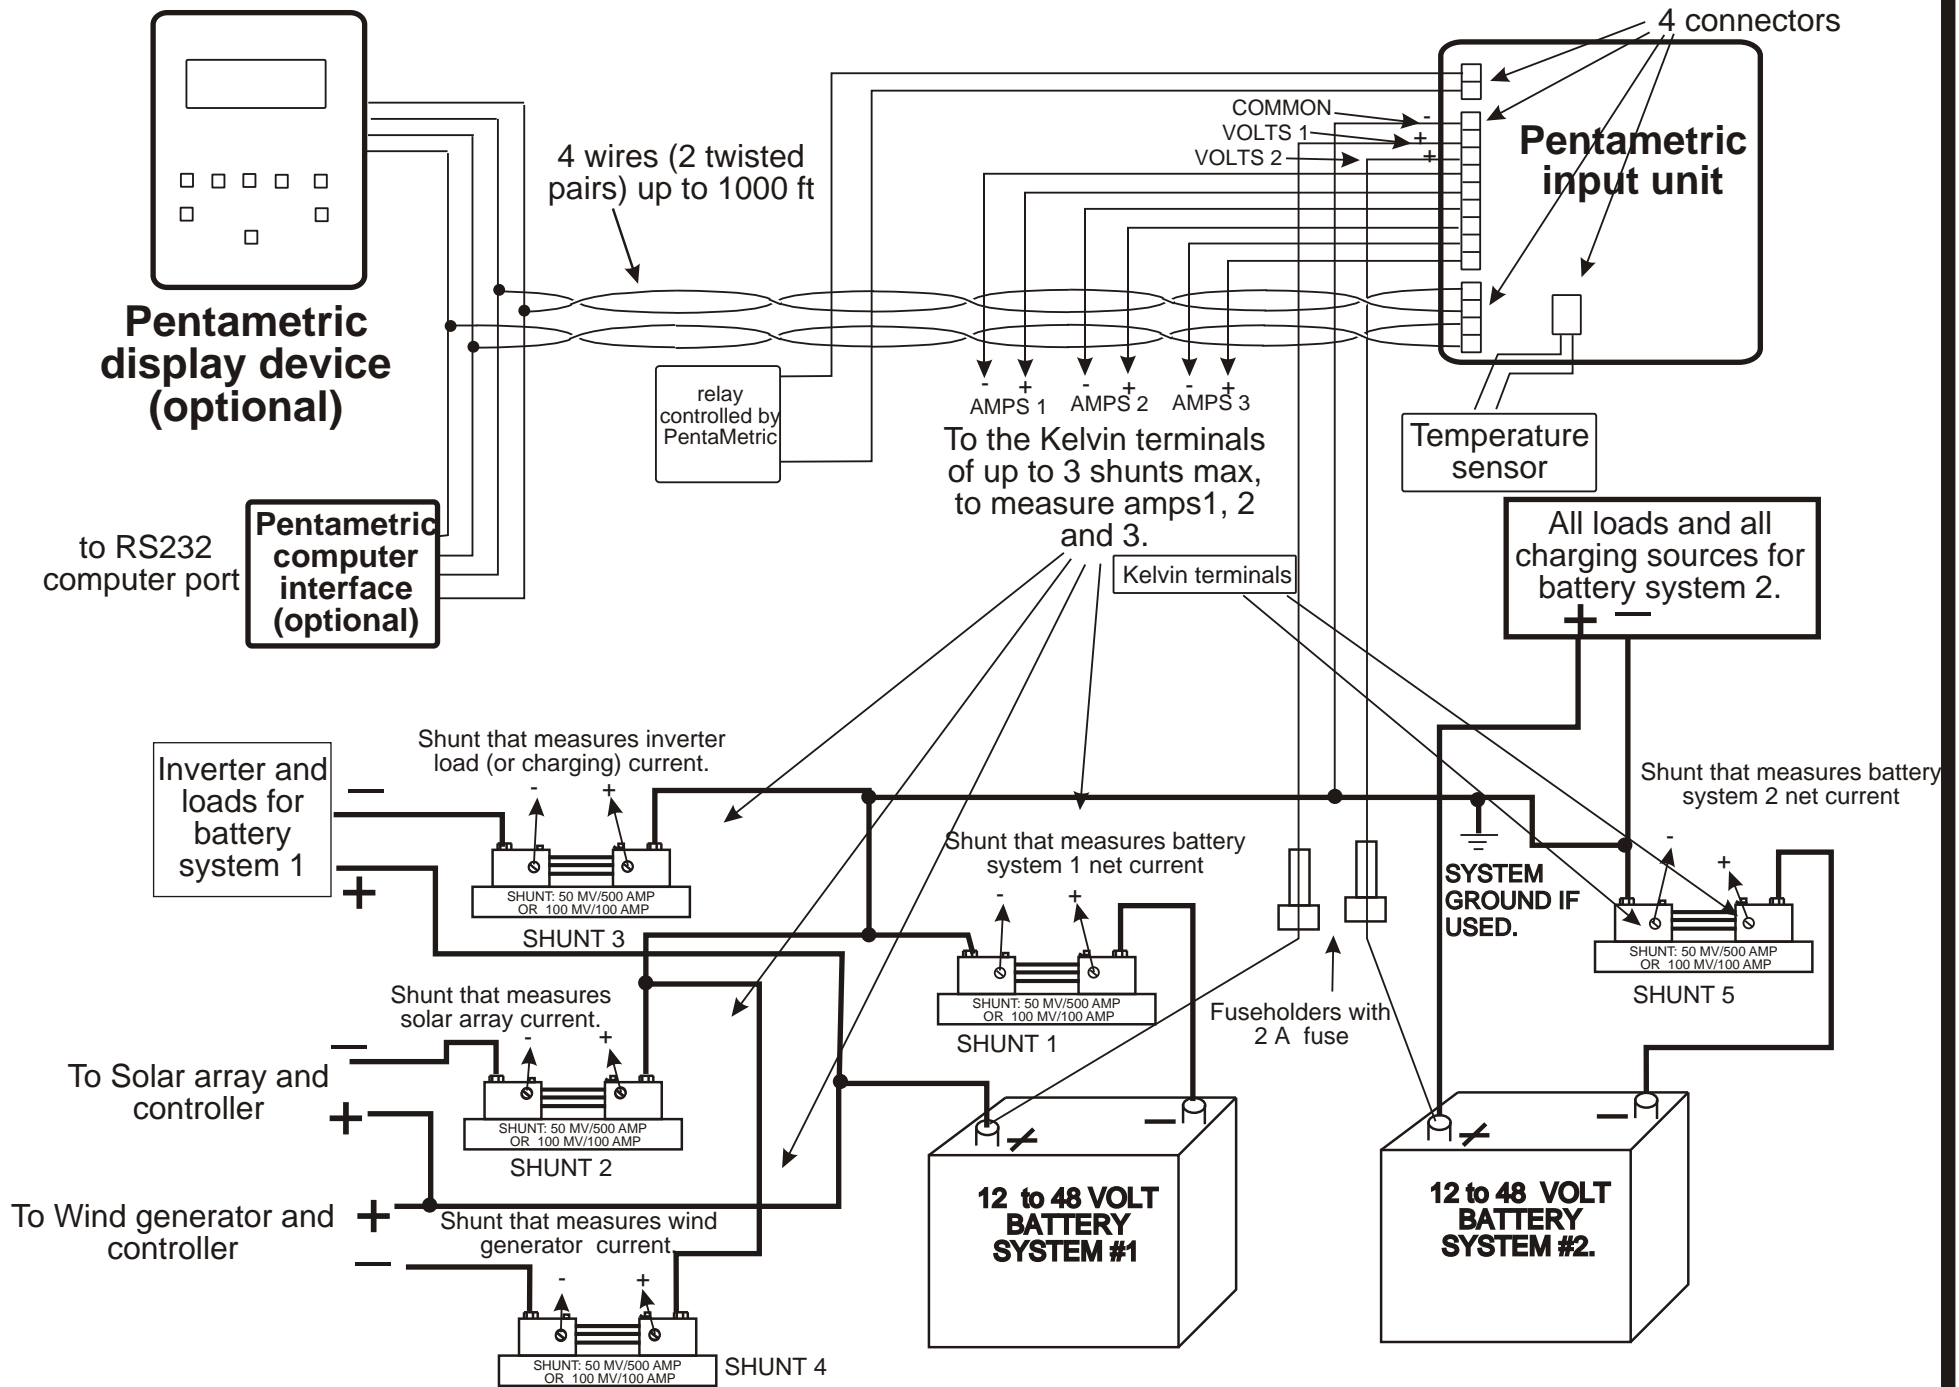 4 connectors
COMMON
-
VOLTS 1
+
VOLTS 2
+
Pentametric
input unit
4 wires (2 twisted
pairs) up to 1000 ft
Pentametric
display device
(optional)
relay
controlled by
PentaMetric
- + - + - +
AMPS 1 AMPS 2 AMPS 3
To the Kelvin terminals
of up to 3 shunts max,
to measure amps1, 2
and 3.
Temperature
sensor
Kelvin terminals
All loads and all
charging sources for
battery system 2.
+ —
to RS232
computer port
Pentametric
computer
interface
(optional)
Inverter and
loads for
battery
system 1
—
+
Shunt that measures inverter
load (or charging) current.
- +
SHUNT: 50 MV/500 AMP
OR 100 MV/100 AMP
SHUNT 3
Shunt that measures battery
system 1 net current
- +
SHUNT: 50 MV/500 AMP
OR 100 MV/100 AMP
SHUNT 1
SYSTEM
GROUND IF
USED.
Shunt that measures battery
system 2 net current
- +
SHUNT: 50 MV/500 AMP
OR 100 MV/100 AMP
SHUNT 5
Fuseholders with
2 A fuse
Shunt that measures
solar array current.
- +
SHUNT: 50 MV/500 AMP
OR 100 MV/100 AMP
SHUNT 2
To Solar array and
controller
—
+
To Wind generator and
controller
+
—
Shunt that measures wind
generator current.
- +
SHUNT: 50 MV/500 AMP
OR 100 MV/100 AMP
SHUNT 4
+ —
12 to 48 VOLT
BATTERY
SYSTEM #1
+ —
12 to 48 VOLT
BATTERY
SYSTEM #2.